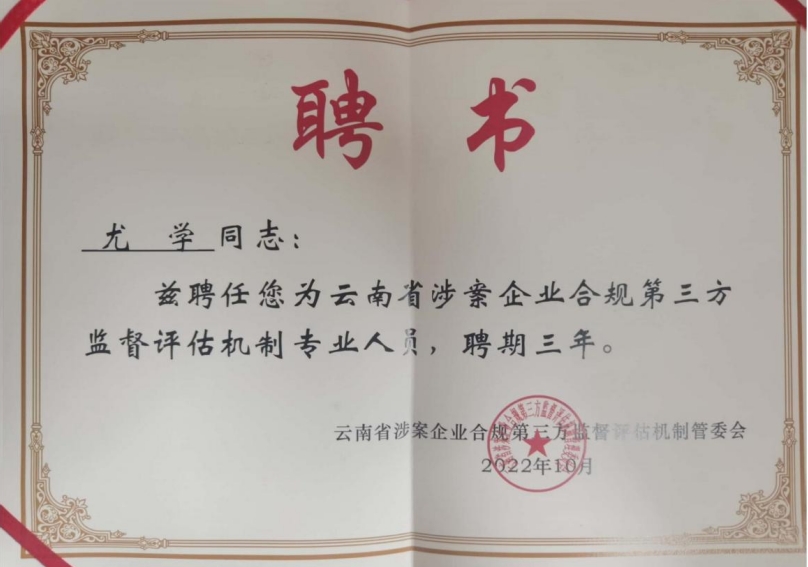 聘书
尤学同志：
兹聘任您为云南省涉案企业合规第三方
监督评估机制专业人员，聘期三年。
云南省涉案企业合规第三方监督评估机制管委会
2022年10月